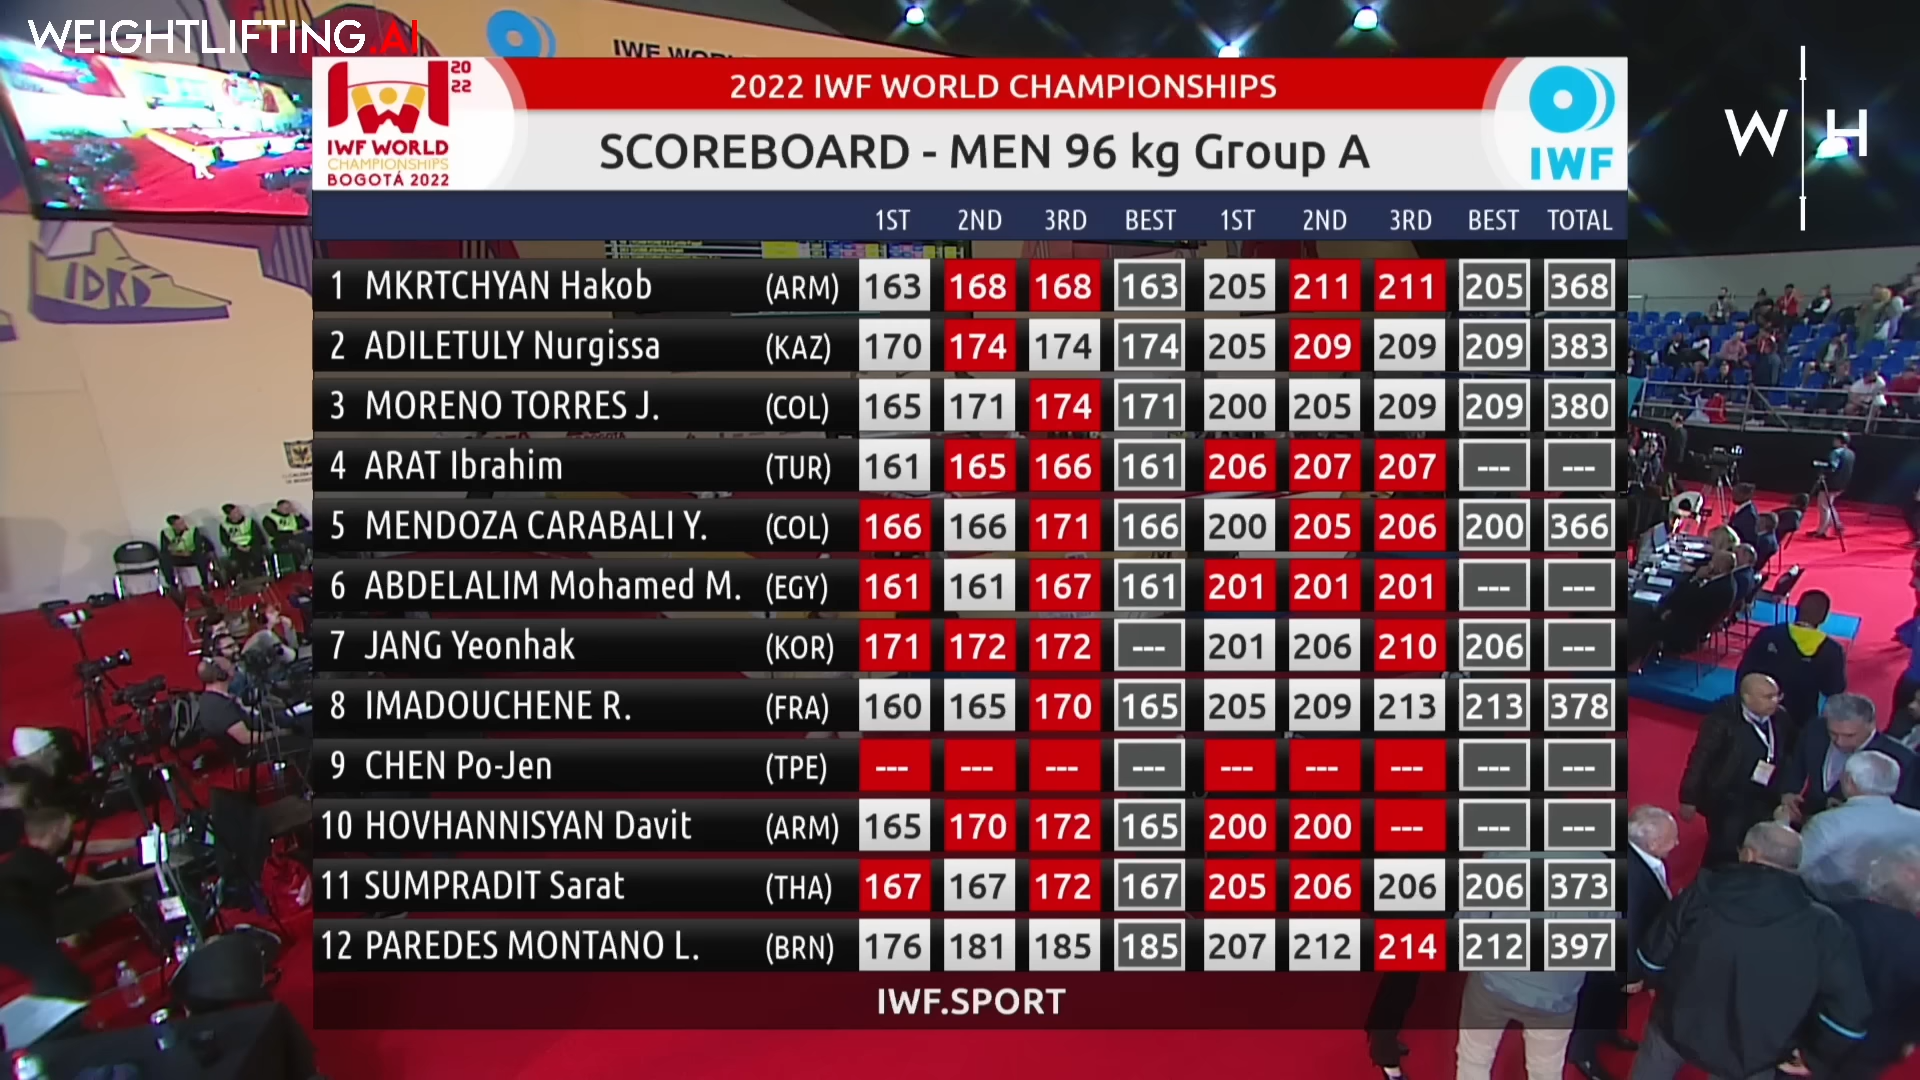 WEIGHTLIFTING.AI
IWF WORLD
20
22
IWF WORLD
CHAMPIONSHIPS
BOGOTÁ 2022
2022 IWF WORLD CHAMPIONSHIPS
SCOREBOARD - MEN 96 kg Group A
IWF
W H
1ST 2ND 3RD BEST 1ST 2ND 3RD BEST TOTAL
1 MKRTCHYAN Hakob (ARM) 163 168 168 163 205 211 211 205 368
2 ADILETULY Nurgissa (KAZ) 170 174 174 174 205 209 209 209 383
3 MORENO TORRES J. (COL) 165 171 174 171 200 205 209 209 380
4 ARAT Ibrahim (TUR) 161 165 166 161 206 207 207 --- ---
5 MENDOZA CARABALI Y. (COL) 166 166 171 166 200 205 206 200 366
6 ABDELALIM Mohamed M. (EGY) 161 161 167 161 201 201 201 --- ---
7 JANG Yeonhak (KOR) 171 172 172 --- 201 206 210 206 ---
8 IMADOUCHENE R. (FRA) 160 165 170 165 205 209 213 213 378
9 CHEN Po-Jen (TPE) --- --- --- --- --- --- --- --- ---
10 HOVHANNISYAN Davit (ARM) 165 170 172 165 200 200 --- --- ---
11 SUMPRADIT Sarat (THA) 167 167 172 167 205 206 206 206 373
12 PAREDES MONTANO L. (BRN) 176 181 185 185 207 212 214 212 397
IWF.SPORT
IDRD